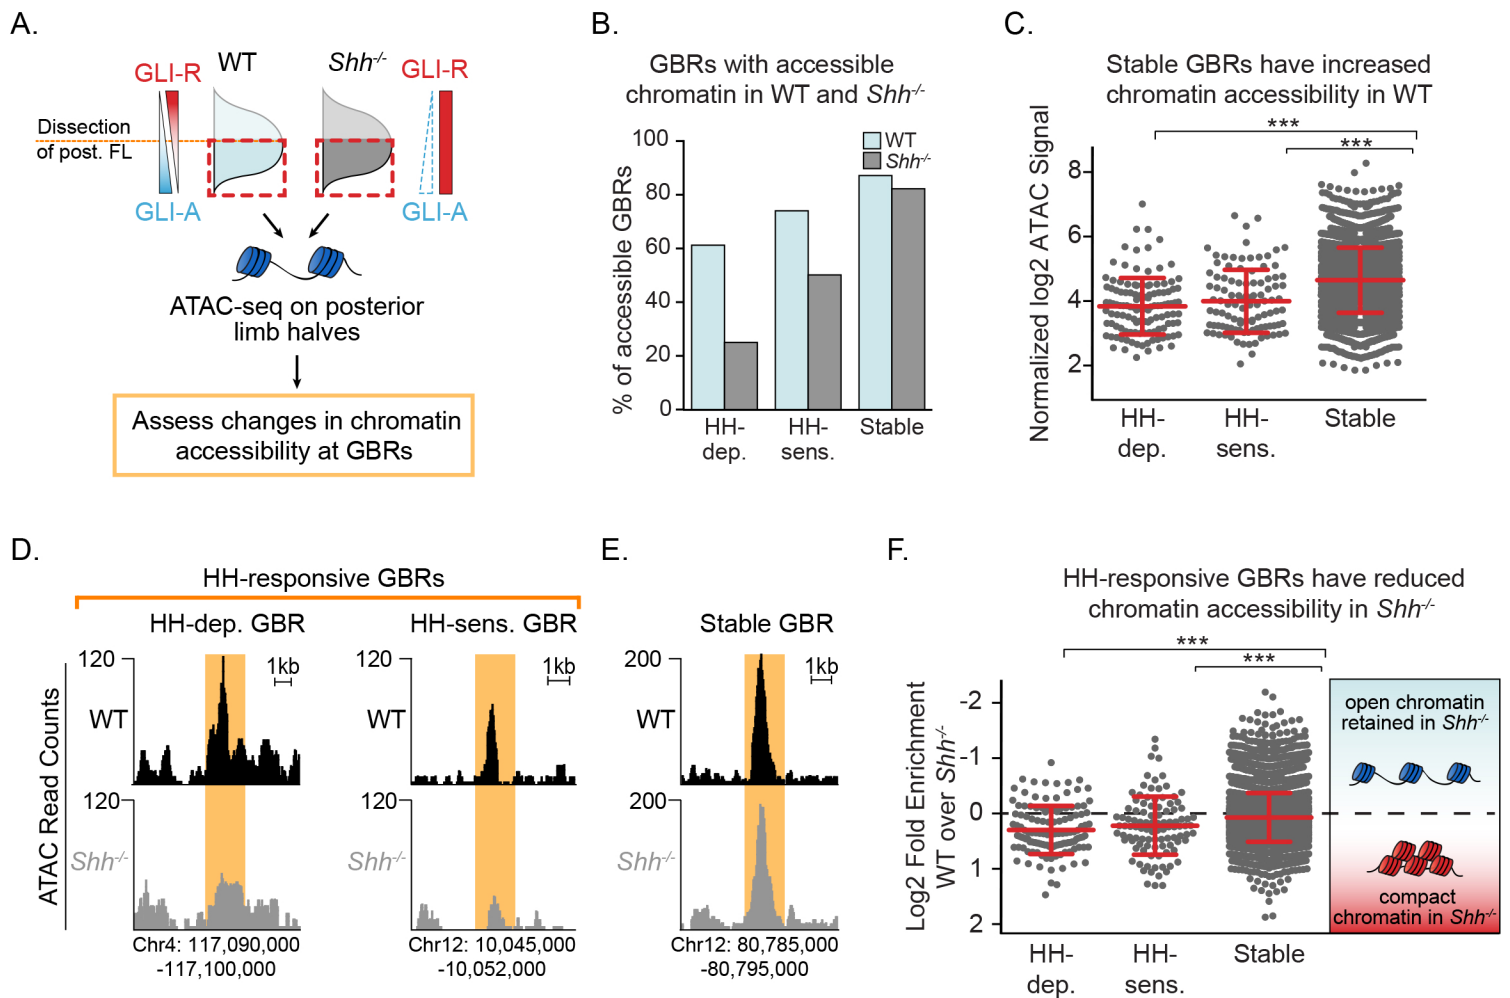 A.
WT
Shh-/-
GLI-R
GLI-R
Dissection
of post. FL
GLI-A
GLI-A
ATAC-seq on posterior
limb halves
Assess changes in chromatin
accessibility at GBRs
B.
GBRs with accessible
chromatin in WT and Shh-/-
% of accessible GBRs
100
80
60
40
20
0
WT
Shh-/-
HH-
dep.
HH-
sens.
Stable
C.
Stable GBRs have increased
chromatin accessibility in WT
***
***
Normalized log2 ATAC Signal
8
6
4
2
HH-
dep.
HH-
sens.
Stable
D.
HH-responsive GBRs
HH-dep. GBR
HH-sens. GBR
ATAC Read Counts
120
1kb
WT
120
Shh-/-
Chr4: 117,090,000
-117,100,000
120
1kb
WT
120
Shh-/-
Chr12: 10,045,000
-10,052,000
E.
Stable GBR
200
1kb
WT
200
Shh-/-
Chr12: 80,785,000
-80,795,000
F.
HH-responsive GBRs have reduced
chromatin accessibility in Shh-/-
***
***
Log2 Fold Enrichment
WT over Shh-/-
-2
-1
0
1
2
open chromatin
retained in Shh-/-
compact
chromatin in Shh-/-
HH-
dep.
HH-
sens.
Stable